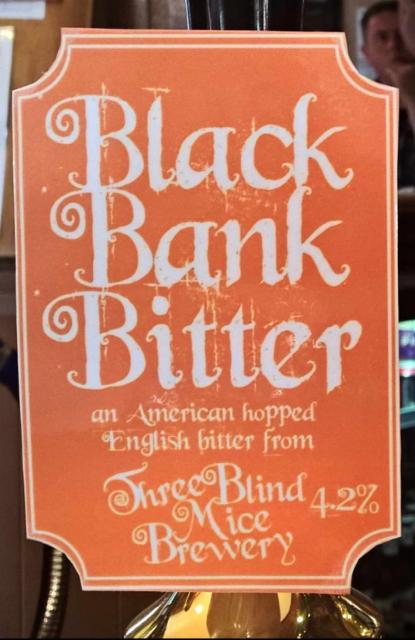 Black
Bank
Bitter
an American hopped
English bitter from
Three Blind
Mice
Brewery
4.2%